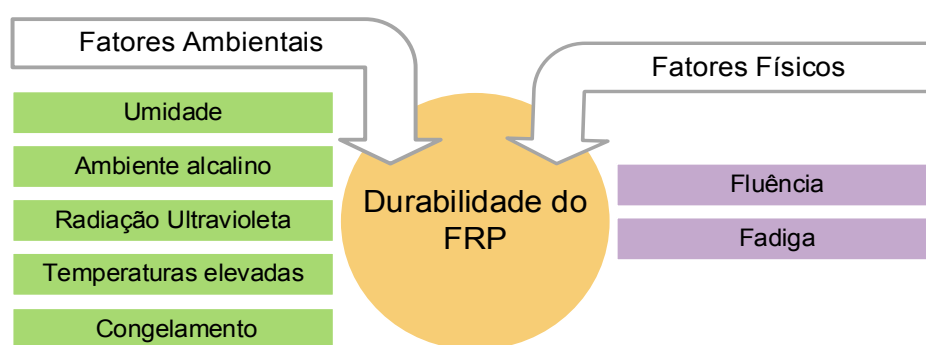 Fatores Ambientais
Umidade
Ambiente alcalino
Radiação Ultravioleta
Temperaturas elevadas
Congelamento
Durabilidade do
FRP
Fatores Físicos
Fluência
Fadiga